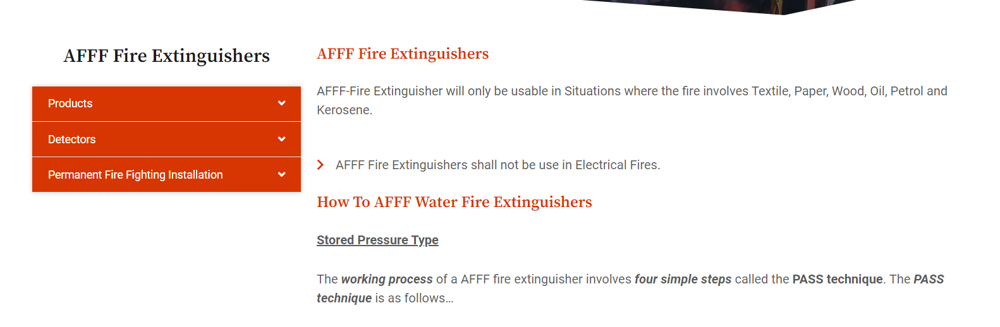 AFFF Fire Extinguishers
Products
Detectors
Permanent Fire Fighting Installation
AFFF Fire Extinguishers
AFFF-Fire Extinguisher will only be usable in Situations where the fire involves Textile, Paper, Wood, Oil, Petrol and
Kerosene.
AFFF Fire Extinguishers shall not be use in Electrical Fires.
How To AFFF Water Fire Extinguishers
Stored Pressure Type
The working process of a AFFF fire extinguisher involves four simple steps called the PASS technique. The PASS
technique is as follows…